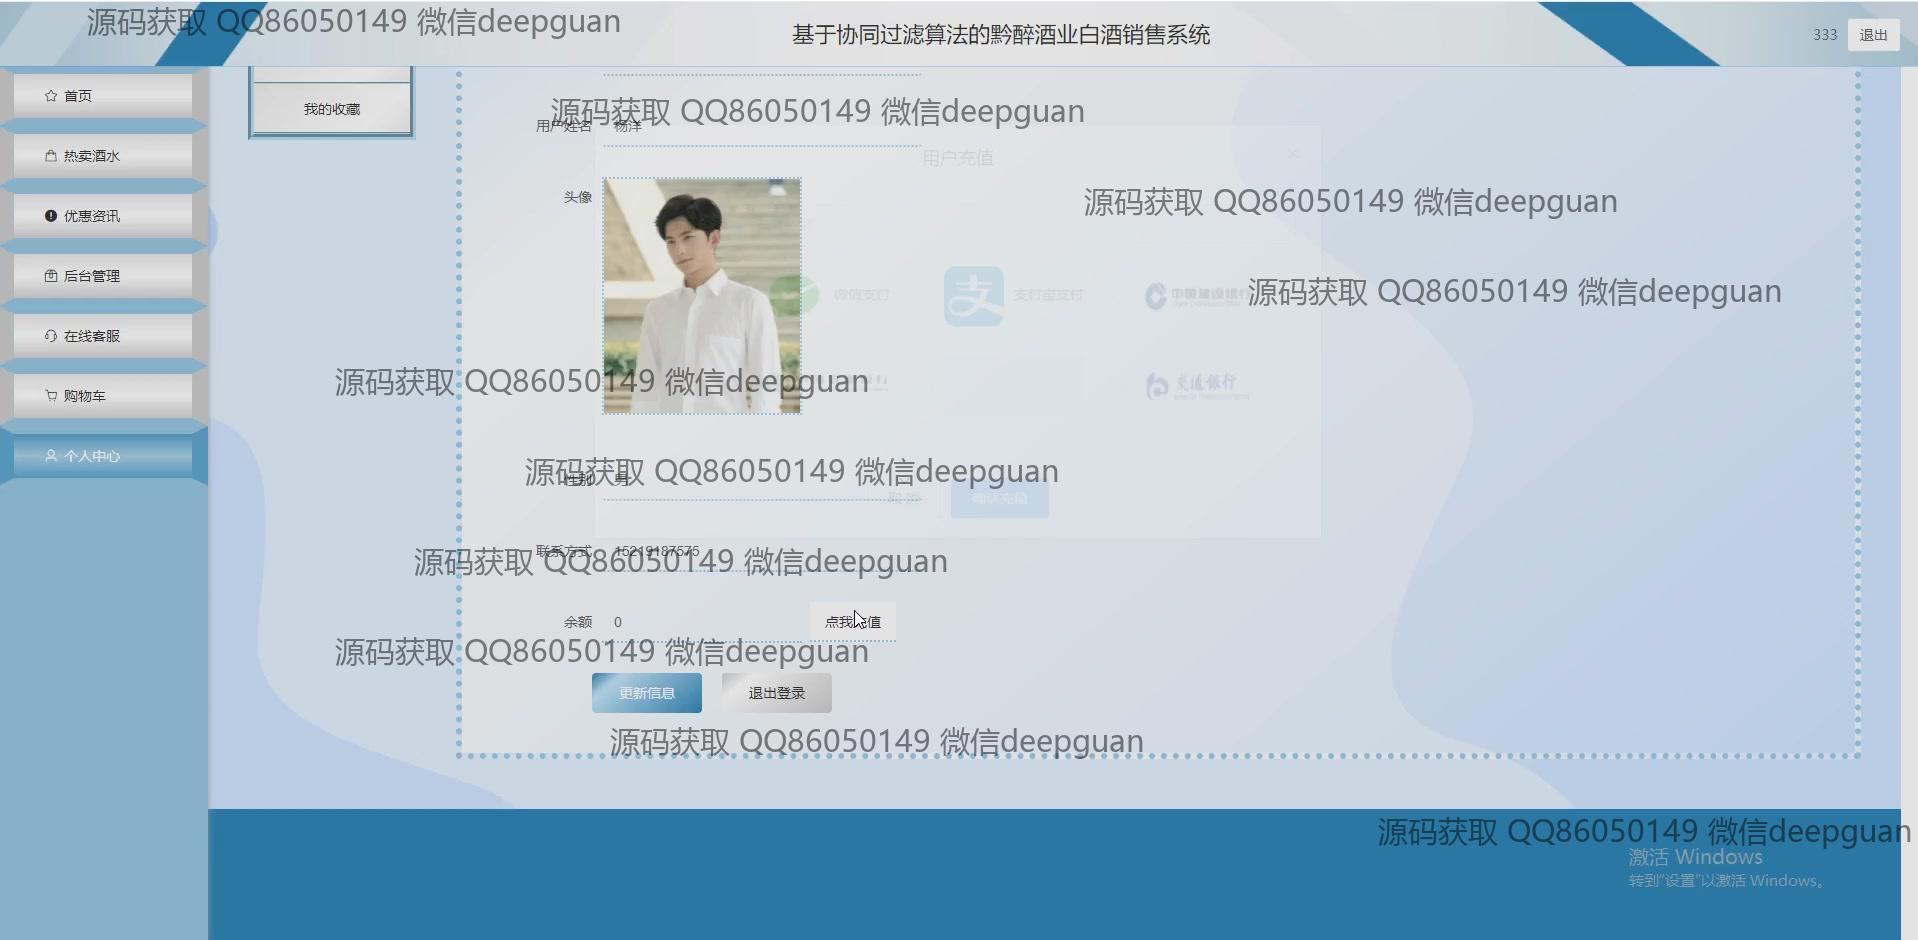 源码获取 QQ86050149 微信deepguan
基于协同过滤算法的黔醉酒业白酒销售系统
333
退出
首页
我的收藏
源码获取 QQ86050149 微信deepguan
用户姓名 杨洋
用户充值
热卖酒水
头像
源码获取 QQ86050149 微信deepguan
优惠资讯
后台管理
微信支付
支付宝支付
中国建设银行
源码获取 QQ86050149 微信deepguan
在线客服
源码获取 QQ86050149 微信deepguan
交通银行
购物车
个人中心
源码获取 QQ86050149 微信deepguan
性别 男
取消
确认充值
联系方式 15219187575
源码获取 QQ86050149 微信deepguan
余额 0
点我充值
源码获取 QQ86050149 微信deepguan
更新信息
退出登录
源码获取 QQ86050149 微信deepguan
源码获取 QQ86050149 微信deepguan
激活 Windows
转到"设置"以激活 Windows。